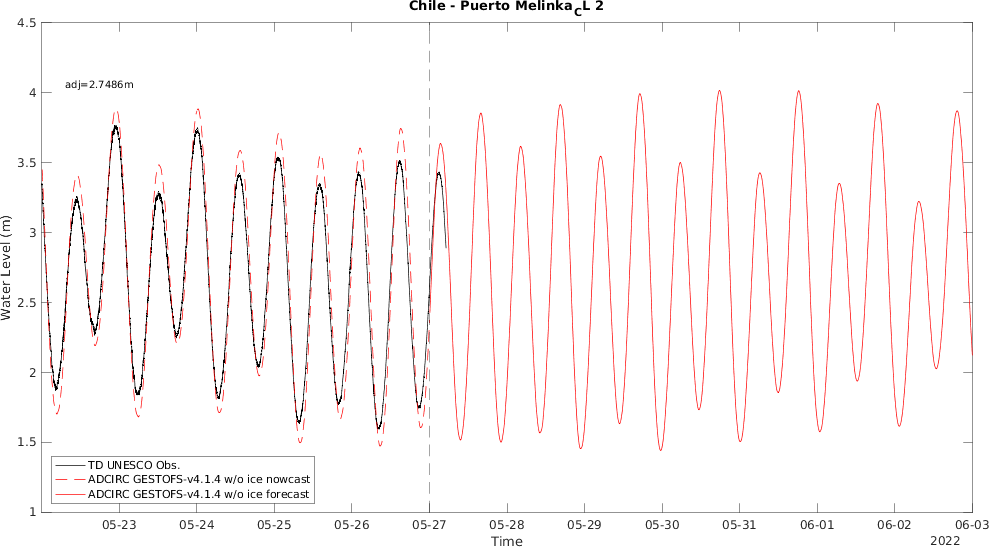 Chile - Puerto Melinka_CL 2
4.5
4
3.5
3
2.5
2
1.5
1
Water Level (m)
adj=2.7486m
TD UNESCO Obs.
ADCIRC GESTOFS-v4.1.4 w/o ice nowcast
ADCIRC GESTOFS-v4.1.4 w/o ice forecast
05-23 05-24 05-25 05-26 05-27 05-28 05-29 05-30 05-31 06-01 06-02 06-03
Time
2022